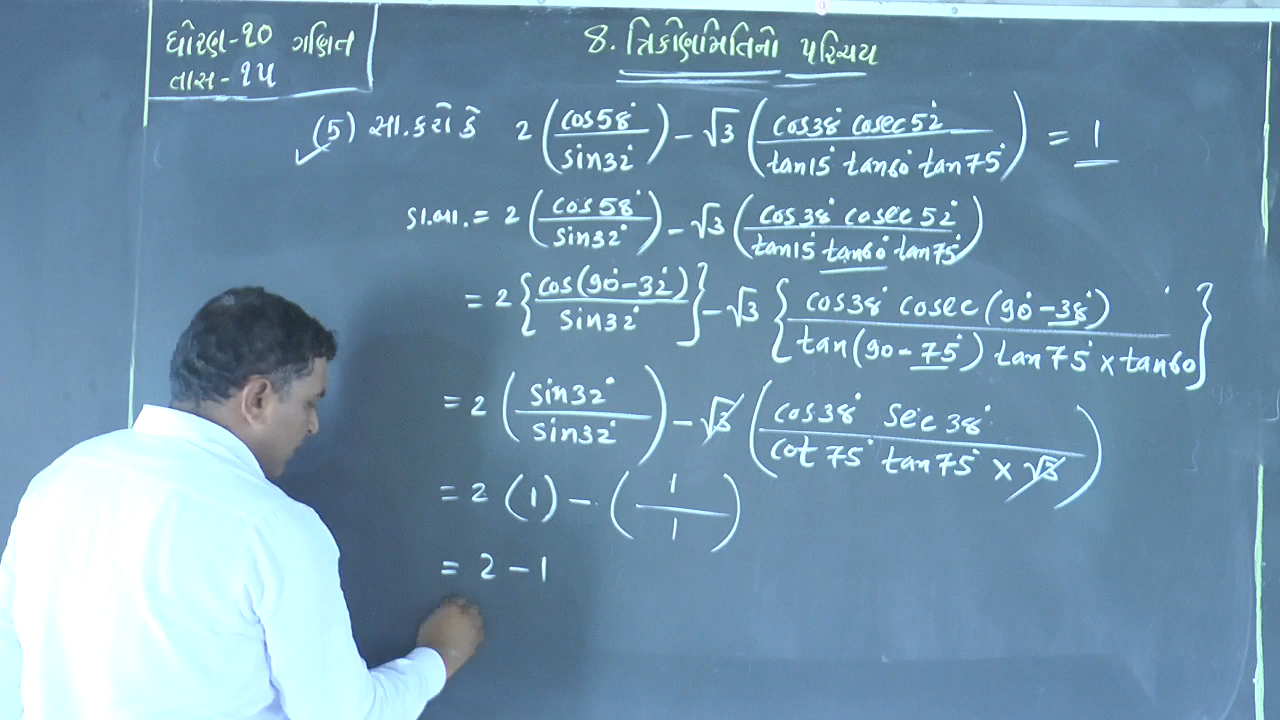 ધોરણ-૧૦ ગણિત
તાસ-૧૫
8. ત્રિકોણમિતિનો પરિચય
(5) સા.કરો કે 2 (cos58°/sin32°) - √3 (cos38° cosec52°/tan15° tan60° tan75°) = 1
ડા.બા. = 2 (cos58°/sin32°) - √3 (cos38° cosec52°/tan15° tan60° tan75°)
= 2 {cos(90°-32°)/sin32°} - √3 {cos38° cosec(90°-38°)/tan(90-75°) tan75° × tan60}
= 2 (sin32°/sin32°) - √3 (cos38° sec38°/cot75° tan75° × √3)
= 2 (1) - (1/1)
= 2 - 1